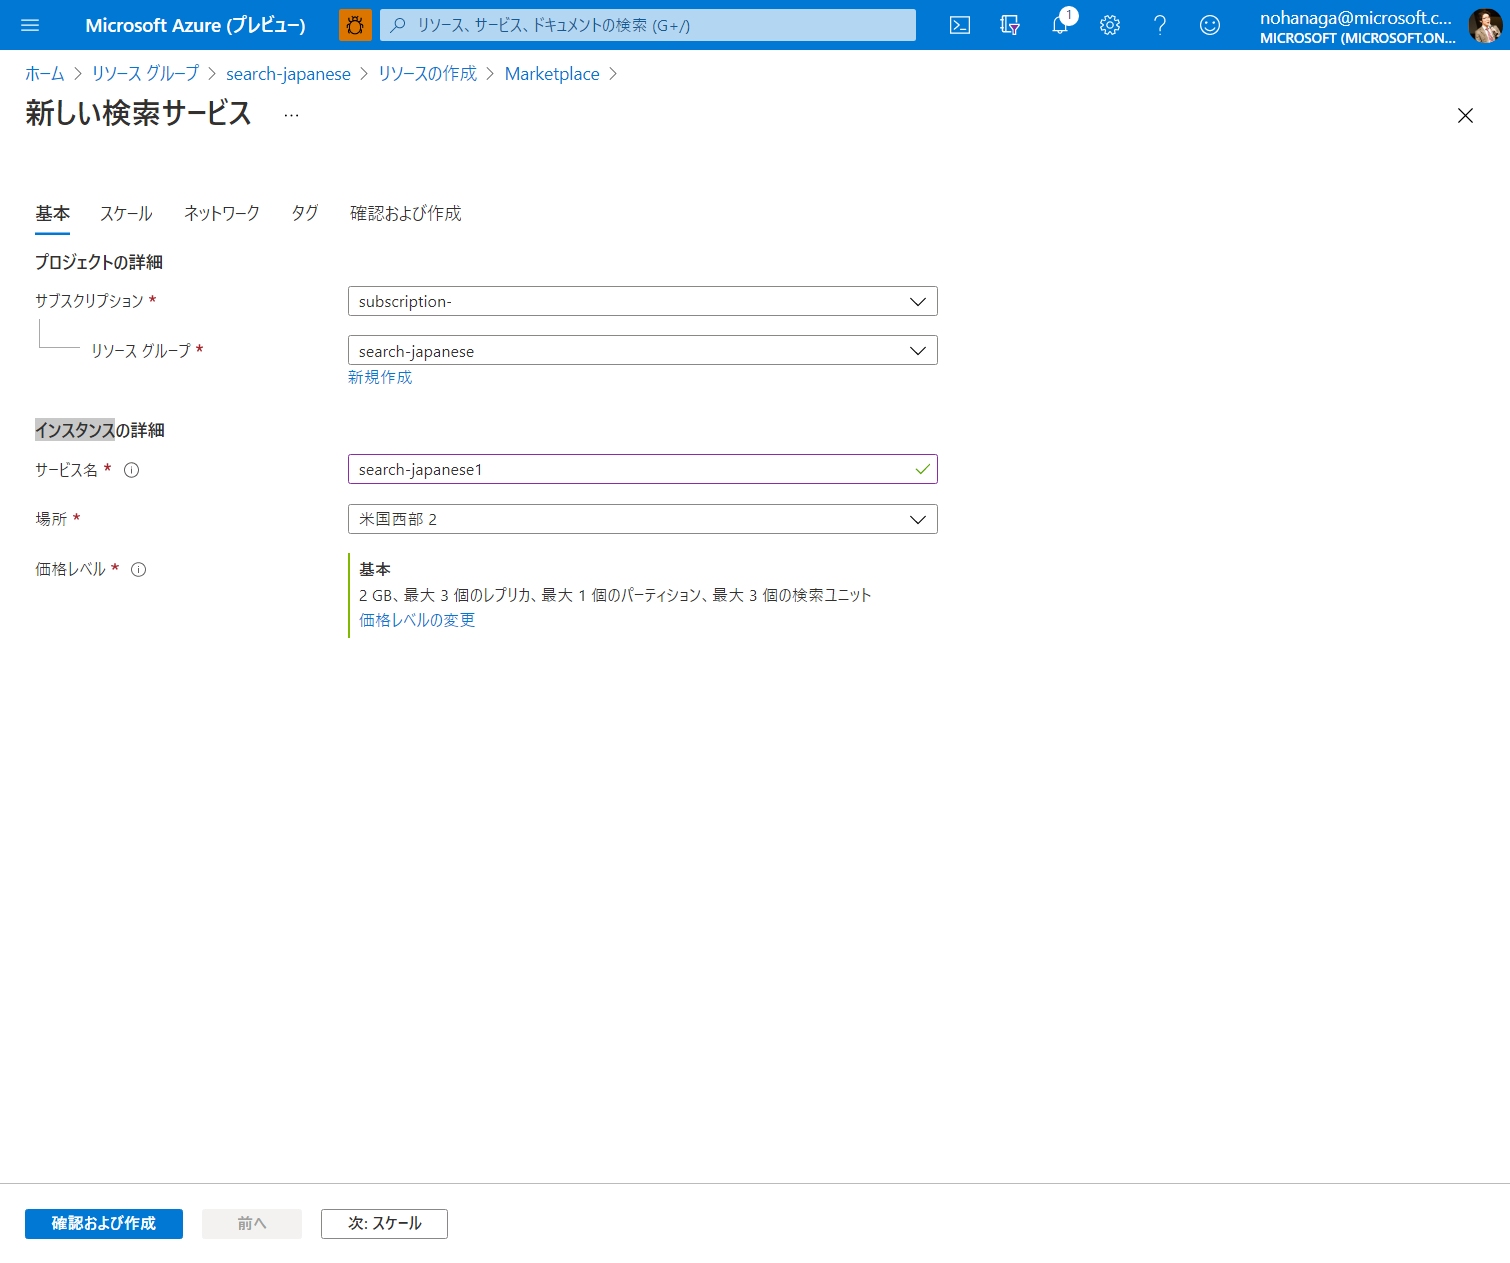 Microsoft Azure (プレビュー)
リソース、サービス、ドキュメントの検索 (G+/)
1
nohanaga@microsoft.c...
MICROSOFT (MICROSOFT.ON...
ホーム > リソース グループ > search-japanese > リソースの作成 > Marketplace >
新しい検索サービス ...
基本 スケール ネットワーク タグ 確認および作成
プロジェクトの詳細
サブスクリプション * subscription-
リソース グループ * search-japanese
新規作成
インスタンスの詳細
サービス名 * search-japanese1
場所 * 米国西部 2
価格レベル * 基本
2 GB、最大 3 個のレプリカ、最大 1 個のパーティション、最大 3 個の検索ユニット
価格レベルの変更
確認および作成 前へ 次: スケール